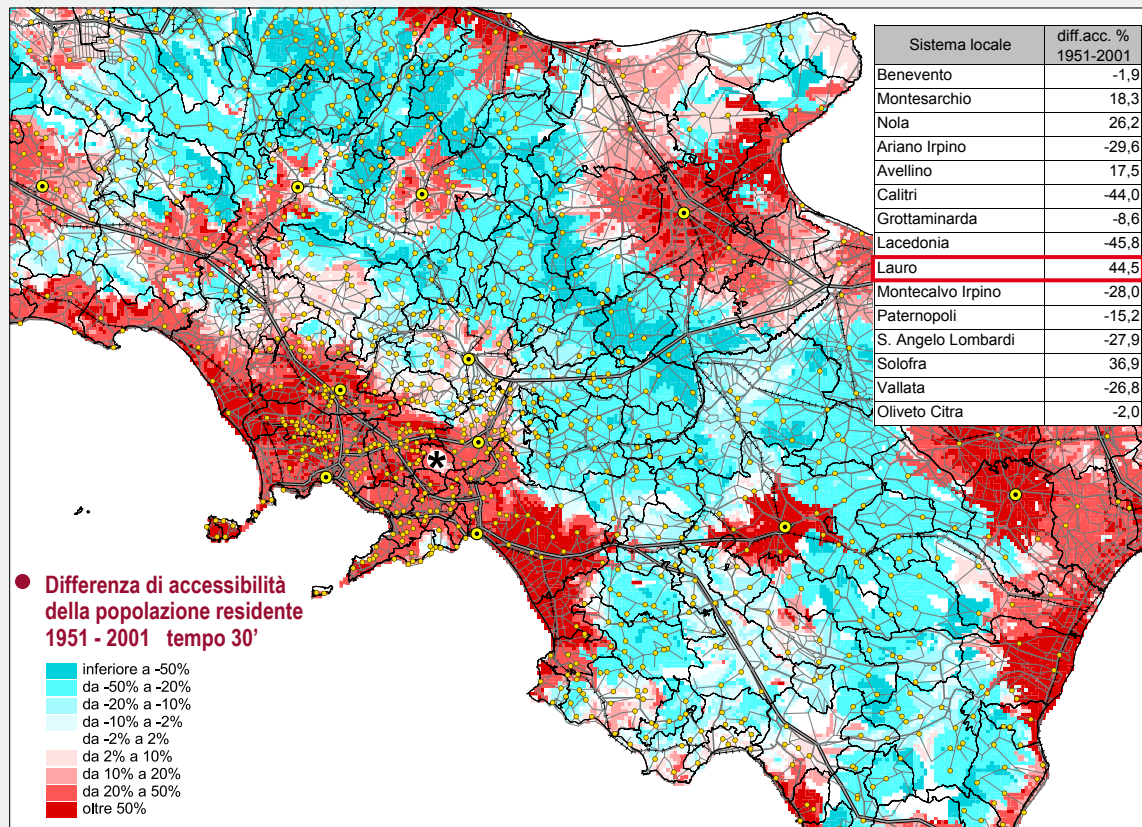 Sistema locale diff.acc. % 1951-2001
Benevento -1,9
Montesarchio 18,3
Nola 26,2
Ariano Irpino -29,6
Avellino 17,5
Calitri -44,0
Grottaminarda -8,6
Lacedonia -45,8
Lauro 44,5
Montecalvo Irpino -28,0
Paternopoli -15,2
S. Angelo Lombardi -27,9
Solofra 36,9
Vallata -26,8
Oliveto Citra -2,0
*
Differenza di accessibilità
della popolazione residente
1951 - 2001 tempo 30’
inferiore a -50%
da -50% a -20%
da -20% a -10%
da -10% a -2%
da -2% a 2%
da 2% a 10%
da 10% a 20%
da 20% a 50%
oltre 50%